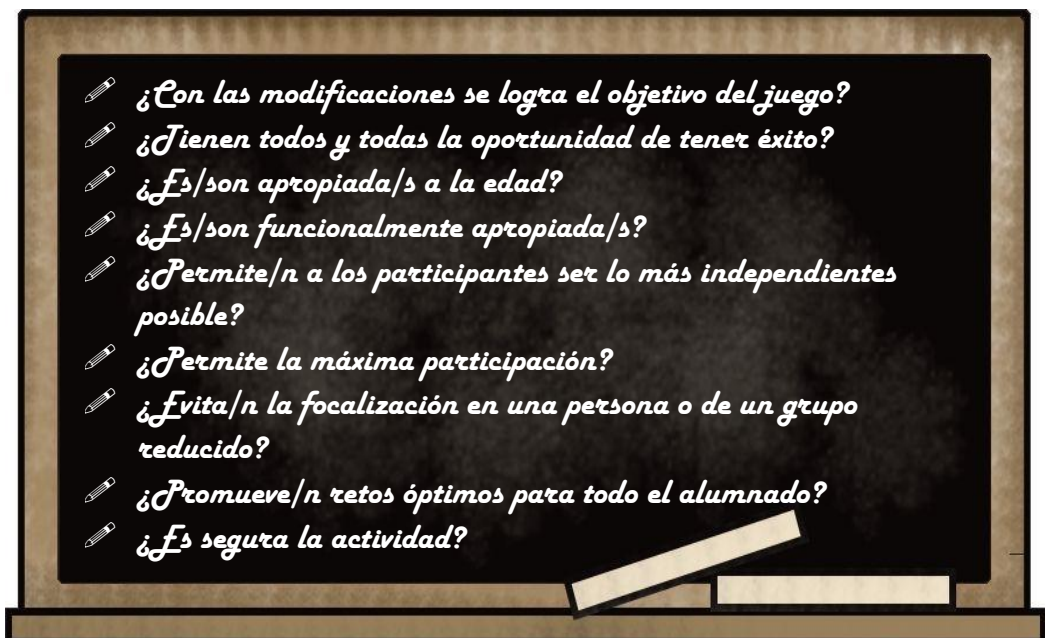 ¿Con las modificaciones se logra el objetivo del juego?
¿Tienen todos y todas la oportunidad de tener éxito?
¿Es/son apropiada/s a la edad?
¿Es/son funcionalmente apropiada/s?
¿Permite/n a los participantes ser lo más independientes
posible?
¿Permite la máxima participación?
¿Evita/n la focalización en una persona o de un grupo
reducido?
¿Promueve/n retos óptimos para todo el alumnado?
¿Es segura la actividad?